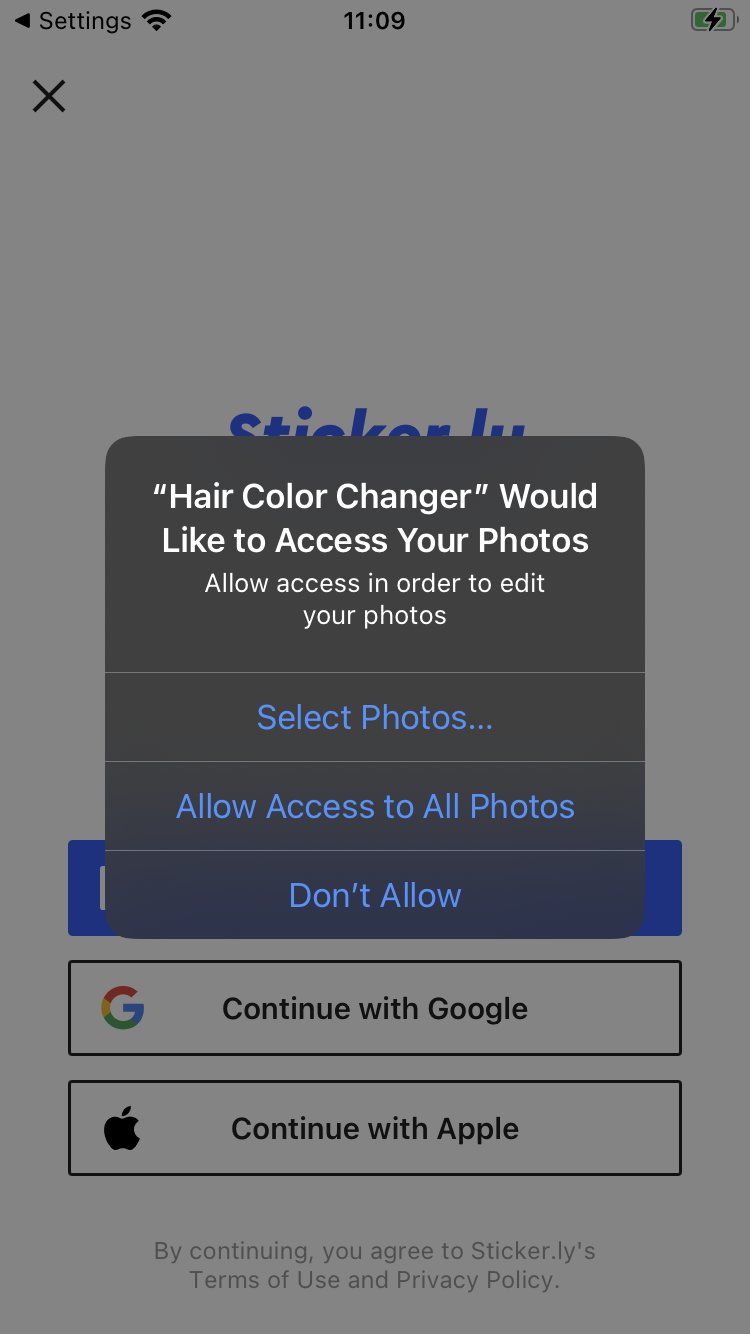 Settings
11:09
Sticker.ly
“Hair Color Changer” Would
Like to Access Your Photos
Allow access in order to edit
your photos
Select Photos...
Allow Access to All Photos
Don’t Allow
Continue with Google
Continue with Apple
By continuing, you agree to Sticker.ly's
Terms of Use and Privacy Policy.